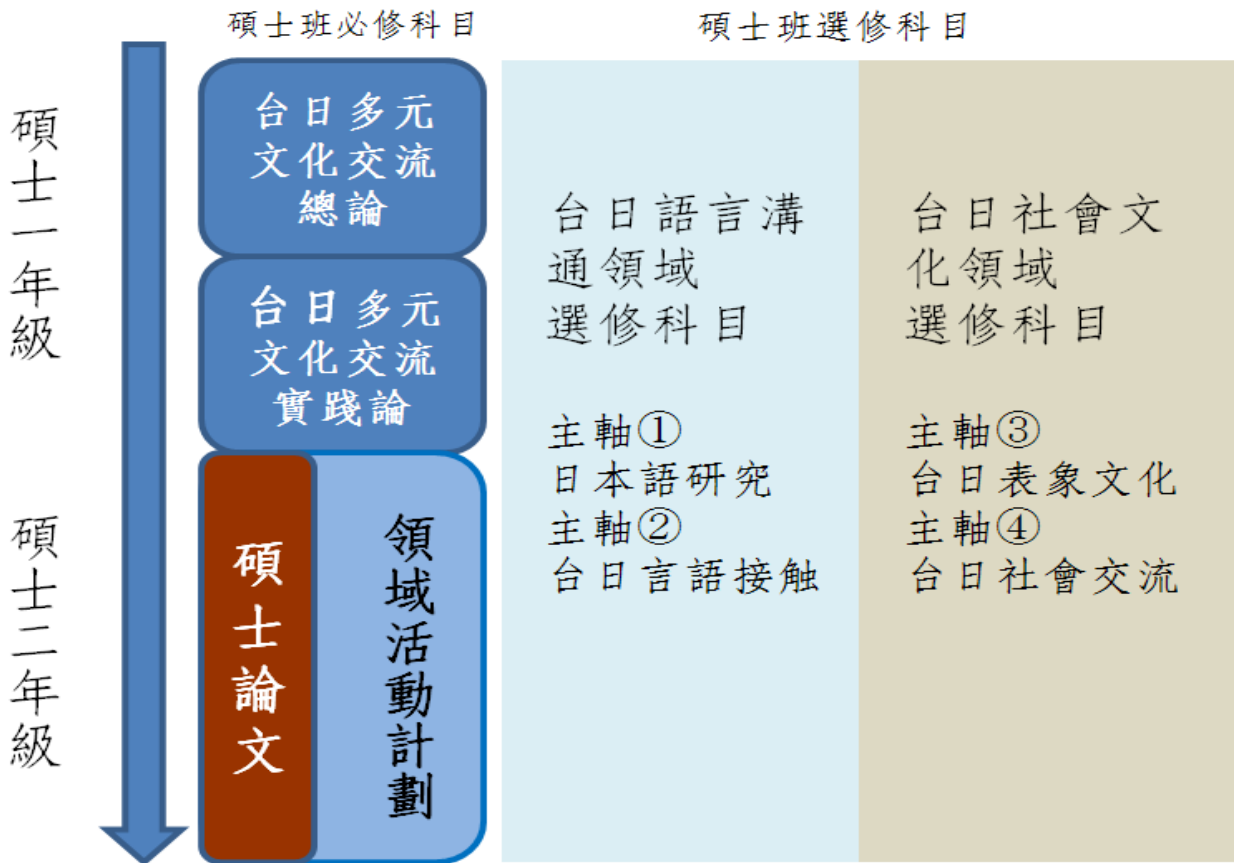 碩士班必修科目
碩士班選修科目
碩士一年級
碩士二年級
台日多元
文化交流
總論
台日多元
文化交流
實踐論
碩士論文
領域活動計劃
台日語言溝
通領域
選修科目
主軸①
日本語研究
主軸②
台日言語接触
台日社會文
化領域
選修科目
主軸③
台日表象文化
主軸④
台日社會交流